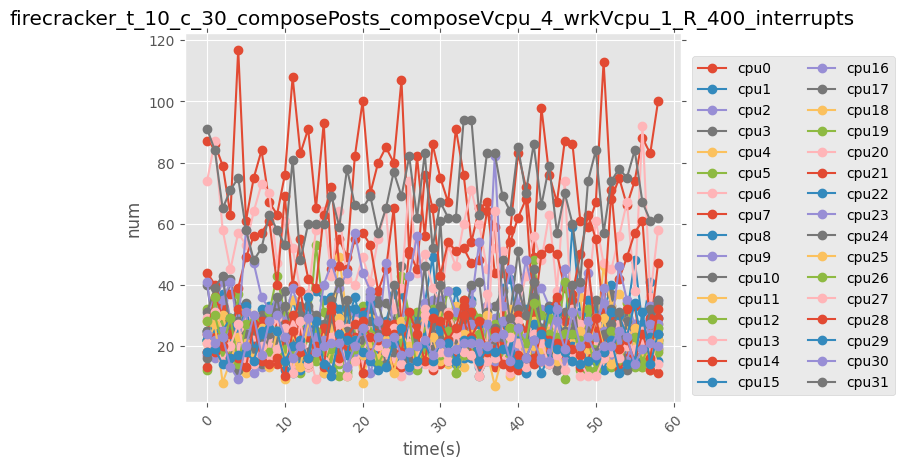 firecracker_t_10_c_30_composePosts_composeVcpu_4_wrkVcpu_1_R_400_interrupts
120
100
80
60
40
20
num
0
10
20
30
40
50
60
time(s)
cpu0
cpu1
cpu2
cpu3
cpu4
cpu5
cpu6
cpu7
cpu8
cpu9
cpu10
cpu11
cpu12
cpu13
cpu14
cpu15
cpu16
cpu17
cpu18
cpu19
cpu20
cpu21
cpu22
cpu23
cpu24
cpu25
cpu26
cpu27
cpu28
cpu29
cpu30
cpu31